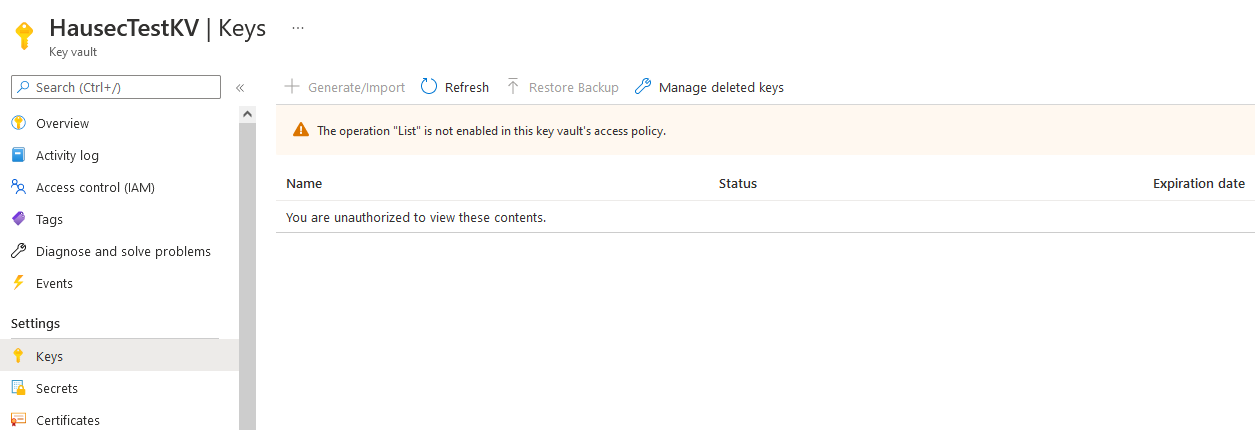 HausecTestKV | Keys ...
Key vault
Search (Ctrl+/) «
Generate/Import Refresh Restore Backup Manage deleted keys
The operation "List" is not enabled in this key vault's access policy.
Overview
Activity log
Access control (IAM)
Tags
Diagnose and solve problems
Events
Settings
Keys
Secrets
Certificates
Name Status Expiration date
You are unauthorized to view these contents.